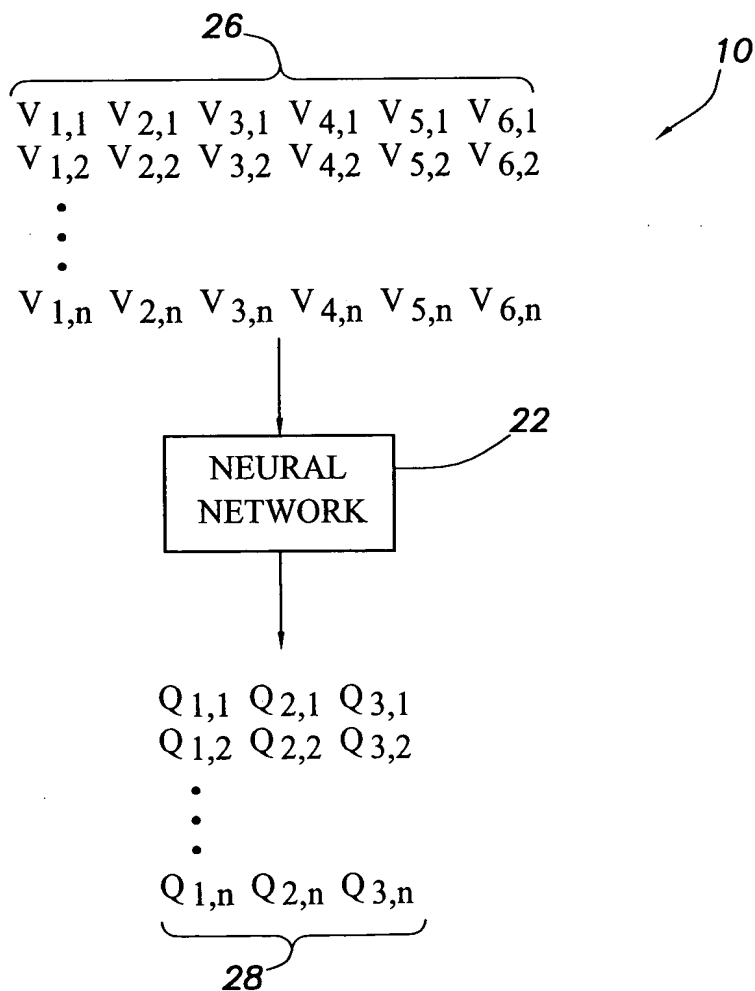 26
10
V1,1 V2,1 V3,1 V4,1 V5,1 V6,1
V1,2 V2,2 V3,2 V4,2 V5,2 V6,2
V1,n V2,n V3,n V4,n V5,n V6,n
22
NEURAL
NETWORK
Q1,1 Q2,1 Q3,1
Q1,2 Q2,2 Q3,2
Q1,n Q2,n Q3,n
28